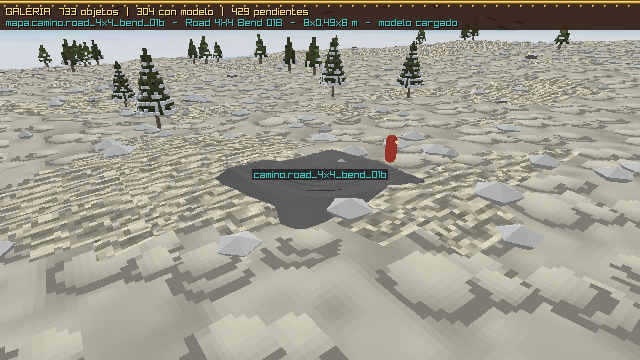 GALERIA 733 objetos | 304 con modelo | 429 pendientes
mapa.camino.road_4x4_bend_01b - Road 4X4 Bend 01B - 8x0.49x8 m - modelo cargado
camino.road_4x4_bend_01b